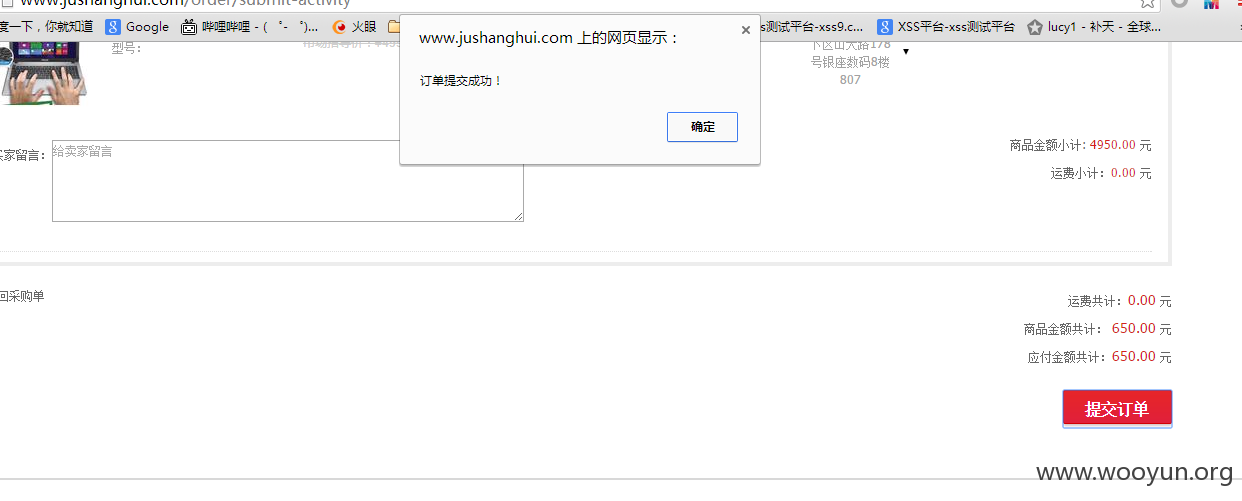 www.jushanghui.com/order/submit-activity
度一下，你就知道
Google
哔哩哔哩 - ( ゜- ゜)...
火眼
s测试平台-xss9.c...
XSS平台-xss测试平台
lucy1 - 补天 - 全球...
www.jushanghui.com 上的网页显示：
订单提交成功！
确定
型号：
下区山大路178
号银座数码8楼
807
家留言：
给卖家留言
商品金额小计: 4950.00 元
运费小计: 0.00 元
回采购单
运费共计: 0.00 元
商品金额共计: 650.00 元
应付金额共计: 650.00 元
提交订单
www.wooyun.org